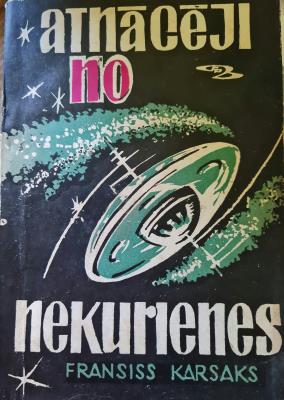 atnācēji
no
nekurienes
FRANSISS KARSAKS